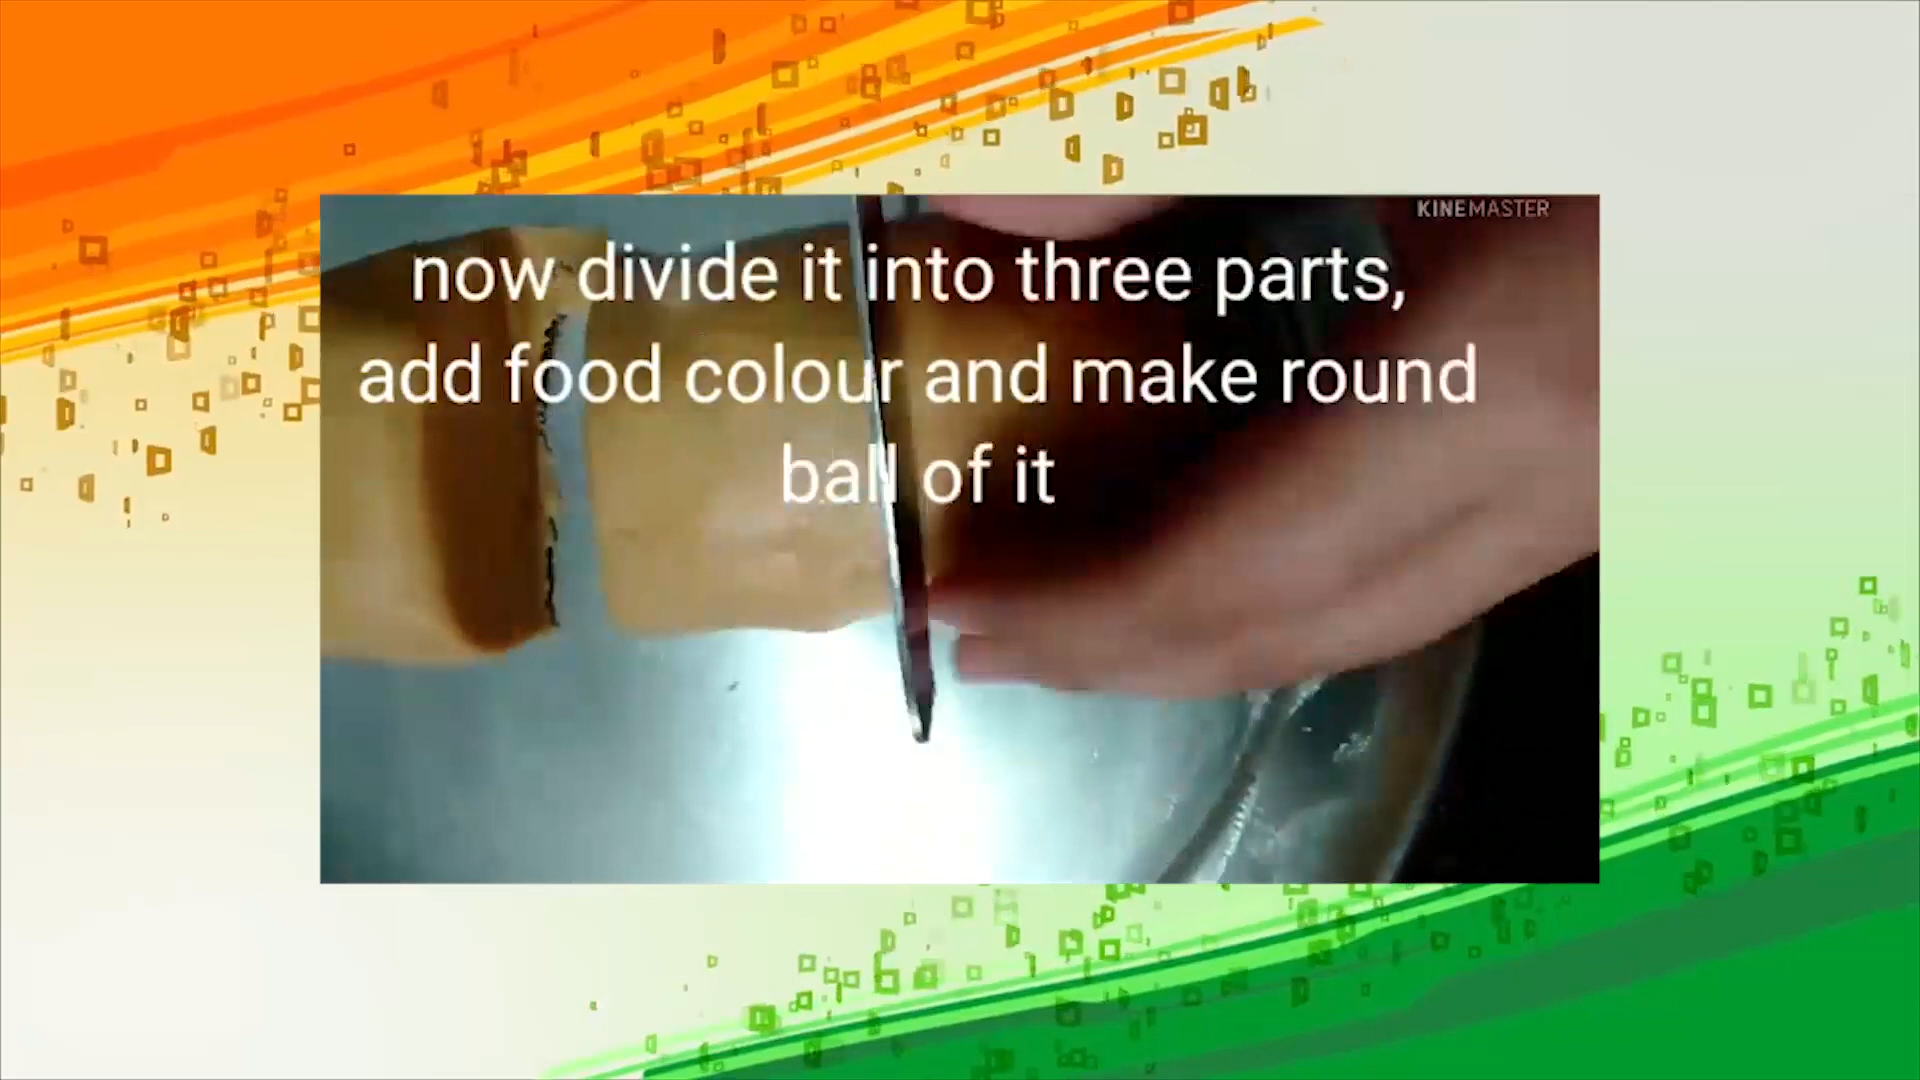 KINEMASTER
now divide it into three parts,
add food colour and make round
ball of it